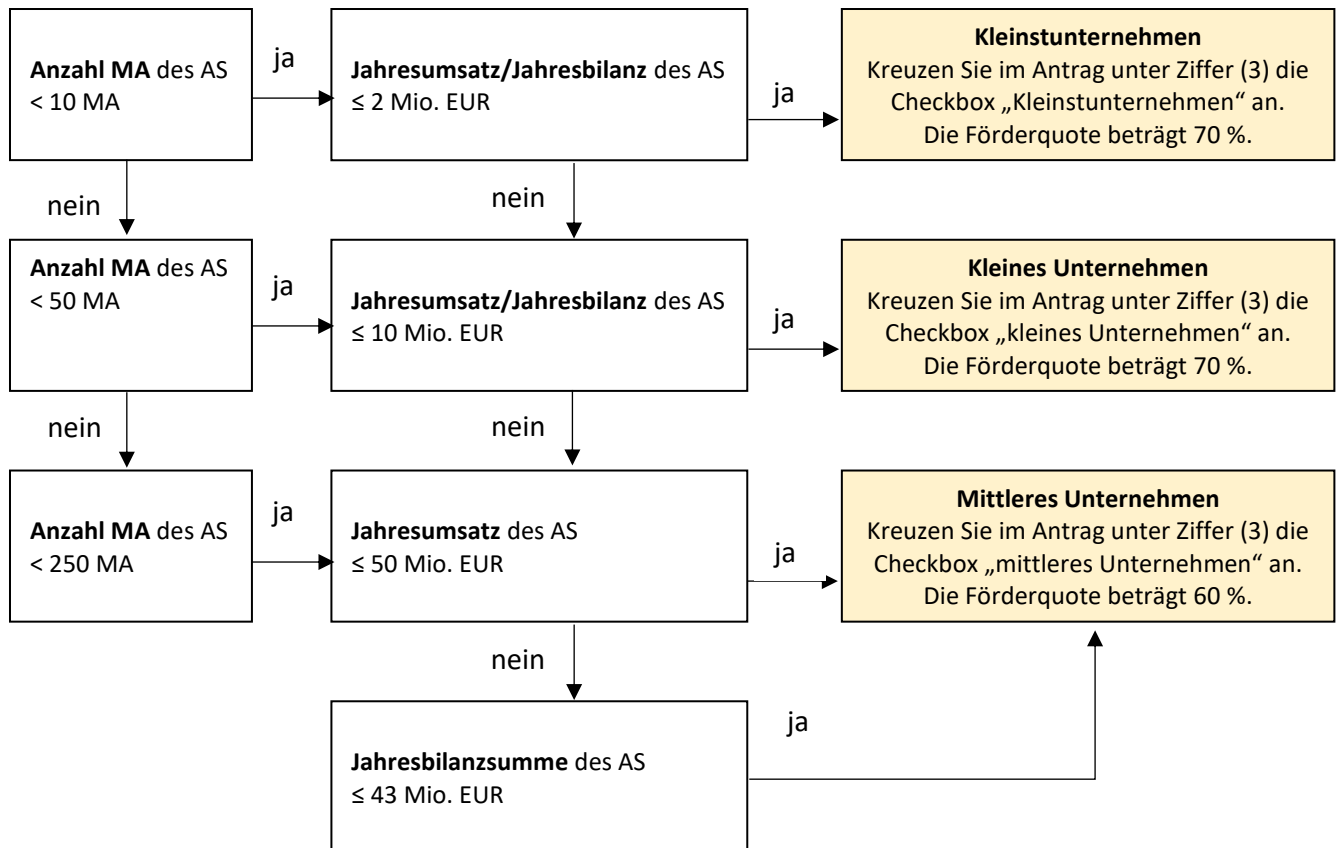 Anzahl MA des AS
< 10 MA
ja
Jahresumsatz/Jahresbilanz des AS
≤ 2 Mio. EUR
ja
Kleinstunternehmen
Kreuzen Sie im Antrag unter Ziffer (3) die
Checkbox „Kleinstunternehmen“ an.
Die Förderquote beträgt 70 %.
nein
nein
Anzahl MA des AS
< 50 MA
ja
Jahresumsatz/Jahresbilanz des AS
≤ 10 Mio. EUR
ja
Kleines Unternehmen
Kreuzen Sie im Antrag unter Ziffer (3) die
Checkbox „kleines Unternehmen“ an.
Die Förderquote beträgt 70 %.
nein
nein
Anzahl MA des AS
< 250 MA
ja
Jahresumsatz des AS
≤ 50 Mio. EUR
ja
Mittleres Unternehmen
Kreuzen Sie im Antrag unter Ziffer (3) die
Checkbox „mittleres Unternehmen“ an.
Die Förderquote beträgt 60 %.
nein
Jahresbilanzsumme des AS
≤ 43 Mio. EUR
ja